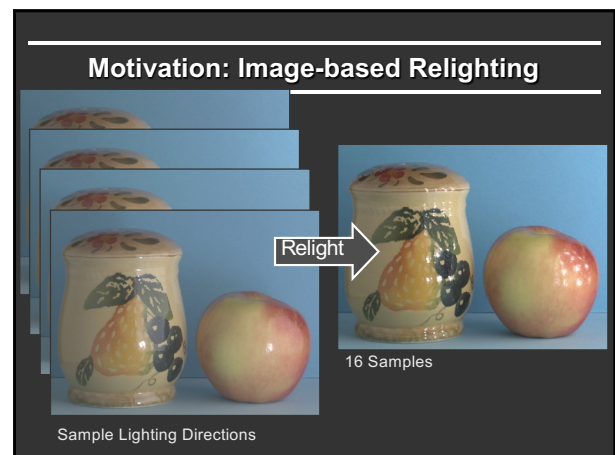 Motivation: Image-based Relighting
Relight
16 Samples
Sample Lighting Directions